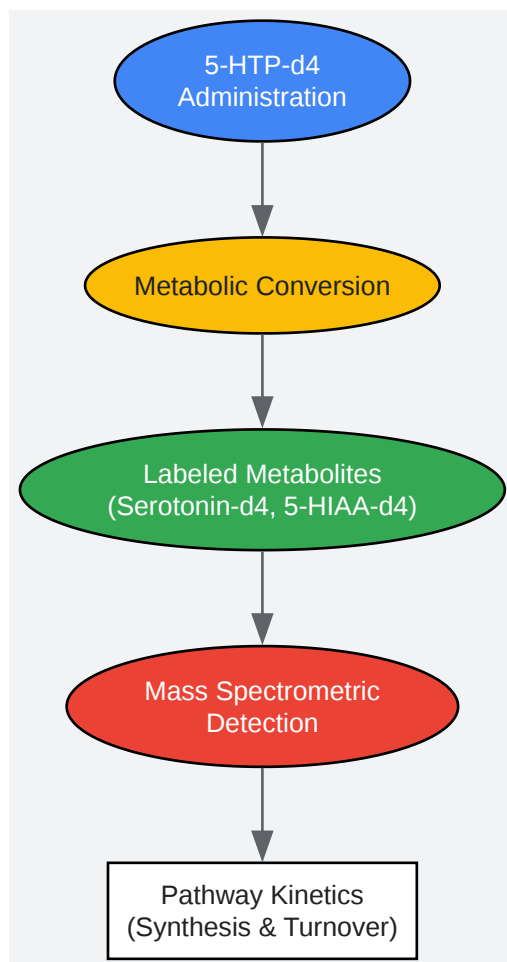 5-HTP-d4
Administration
Metabolic Conversion
Labeled Metabolites
(Serotonin-d4, 5-HIAA-d4)
Mass Spectrometric
Detection
Pathway Kinetics
(Synthesis & Turnover)